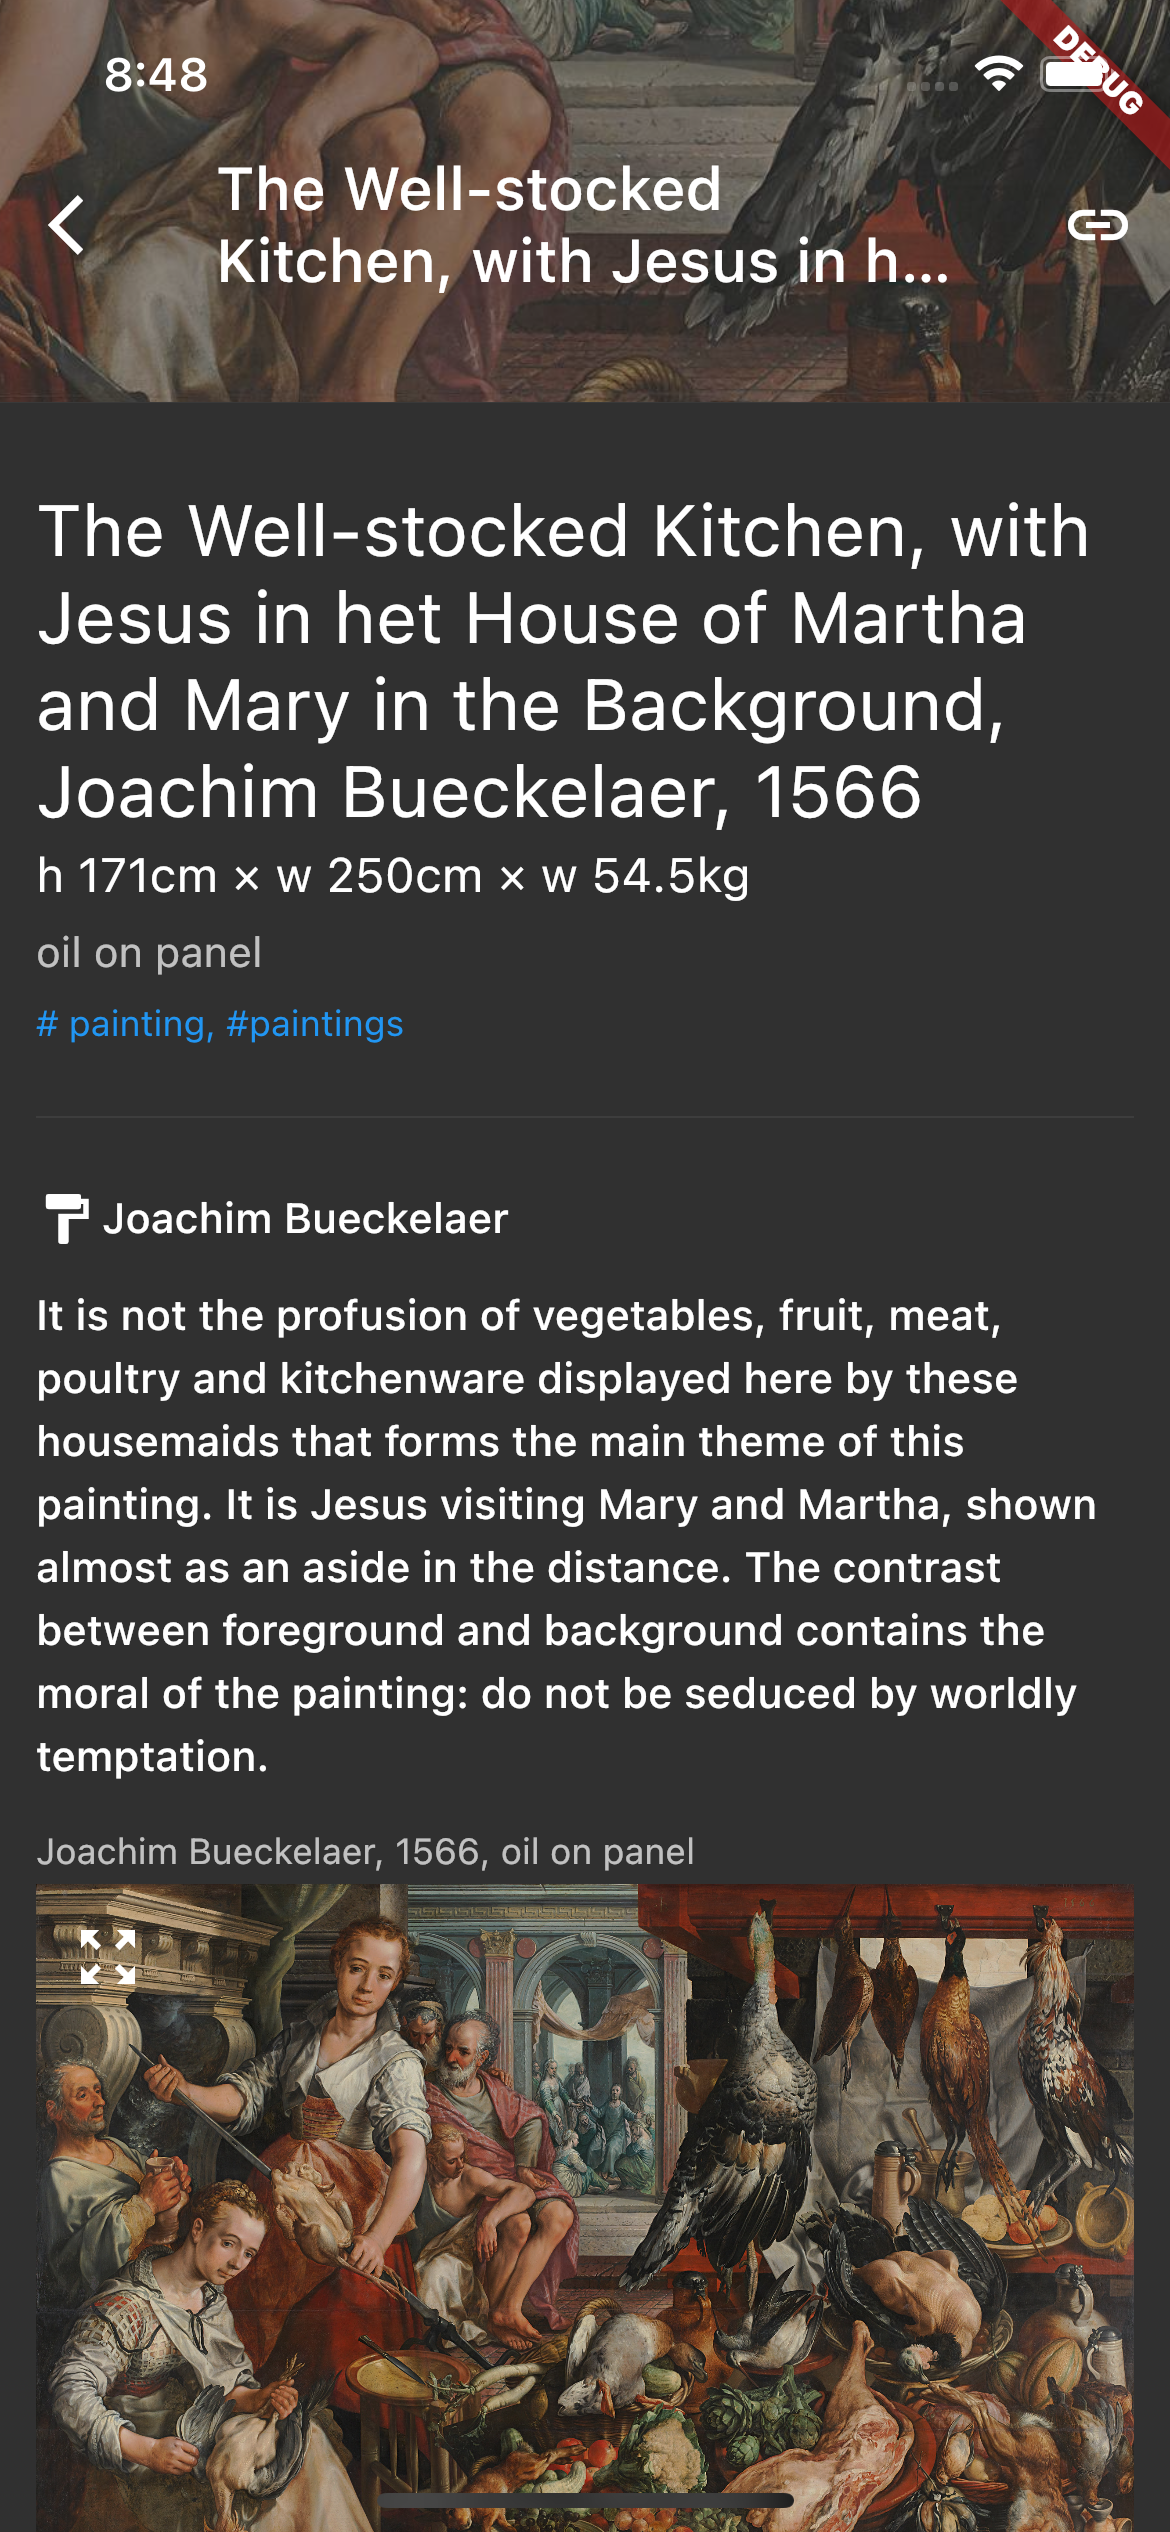 8:48
DEBUG
The Well-stocked
Kitchen, with Jesus in h...
The Well-stocked Kitchen, with
Jesus in het House of Martha
and Mary in the Background,
Joachim Bueckelaer, 1566
h 171cm × w 250cm × w 54.5kg
oil on panel
# painting, #paintings
Joachim Bueckelaer
It is not the profusion of vegetables, fruit, meat,
poultry and kitchenware displayed here by these
housemaids that forms the main theme of this
painting. It is Jesus visiting Mary and Martha, shown
almost as an aside in the distance. The contrast
between foreground and background contains the
moral of the painting: do not be seduced by worldly
temptation.
Joachim Bueckelaer, 1566, oil on panel